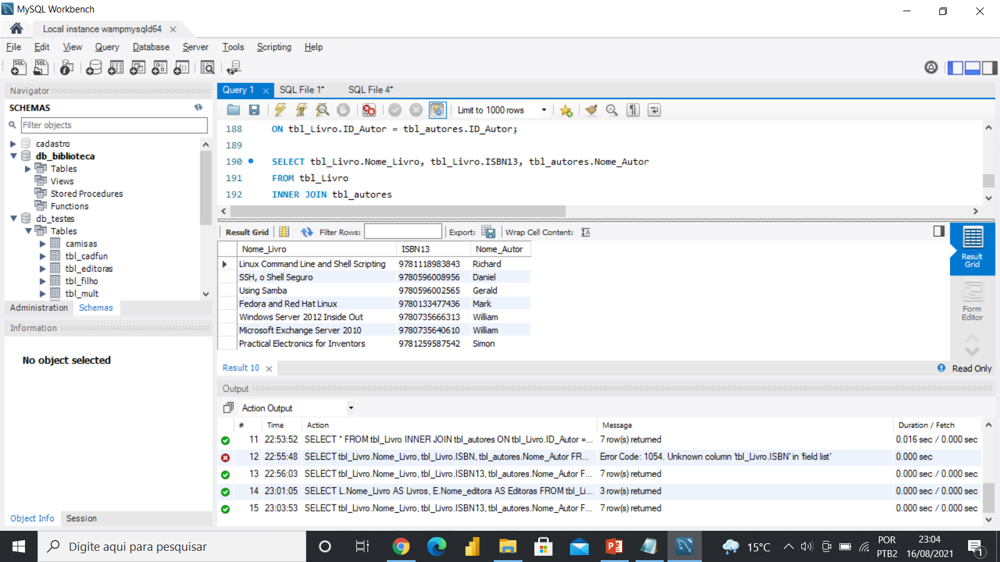 MySQL Workbench
Local instance wampmysqld64
File Edit View Query Database Server Tools Scripting Help
Navigator
SCHEMAS
Filter objects
cadastro
db_biblioteca
Tables
Views
Stored Procedures
Functions
db_testes
Tables
camisas
tbl_cadfun
tbl_editoras
tbl_filho
tbl_mult
Administration Schemas
Information
No object selected
Object Info Session
Query 1 SQL File 1* SQL File 4*
Limit to 1000 rows
188 ON tbl_Livro.ID_Autor = tbl_autores.ID_Autor;
189
190 SELECT tbl_Livro.Nome_Livro, tbl_Livro.ISBN13, tbl_autores.Nome_Autor
191 FROM tbl_Livro
192 INNER JOIN tbl_autores
Result Grid Filter Rows: Export: Wrap Cell Content:
Nome_Livro ISBN13 Nome_Autor
Linux Command Line and Shell Scripting 9781118983843 Richard
SSH, o Shell Seguro 9780596008956 Daniel
Using Samba 9780596002565 Gerald
Fedora and Red Hat Linux 9780133477436 Mark
Windows Server 2012 Inside Out 9780735666313 William
Microsoft Exchange Server 2010 9780735640610 William
Practical Electronics for Inventors 9781259587542 Simon
Result Grid
Form Editor
Result 10 Read Only
Output
Action Output
# Time Action Message Duration / Fetch
11 22:53:52 SELECT * FROM tbl_Livro INNER JOIN tbl_autores ON tbl_Livro.ID_Autor =... 7 row(s) returned 0.016 sec / 0.000 sec
12 22:55:48 SELECT tbl_Livro.Nome_Livro, tbl_Livro.ISBN, tbl_autores.Nome_Autor FR... Error Code: 1054. Unknown column 'tbl_Livro.ISBN' in 'field list' 0.000 sec
13 22:56:03 SELECT tbl_Livro.Nome_Livro, tbl_Livro.ISBN13, tbl_autores.Nome_Autor F... 7 row(s) returned 0.000 sec / 0.000 sec
14 23:01:05 SELECT L.Nome_Livro AS Livros, E.Nome_editora AS Editoras FROM tbl_Li... 3 row(s) returned 0.000 sec / 0.000 sec
15 23:03:53 SELECT tbl_Livro.Nome_Livro, tbl_Livro.ISBN13, tbl_autores.Nome_Autor F... 7 row(s) returned 0.000 sec / 0.000 sec
Digite aqui para pesquisar
15°C
POR
PTB2
23:04
16/08/2021
1